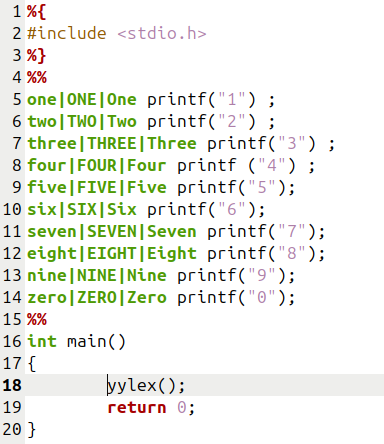 1 %{
2 #include <stdio.h>
3 %}
4 %%
5 one|ONE|One printf("1") ;
6 two|TWO|Two printf("2") ;
7 three|THREE|Three printf("3") ;
8 four|FOUR|Four printf ("4") ;
9 five|FIVE|Five printf("5");
10 six|SIX|Six printf("6");
11 seven|SEVEN|Seven printf("7");
12 eight|EIGHT|Eight printf("8");
13 nine|NINE|Nine printf("9");
14 zero|ZERO|Zero printf("0");
15 %%
16 int main()
17 {
18         yylex();
19         return 0;
20 }